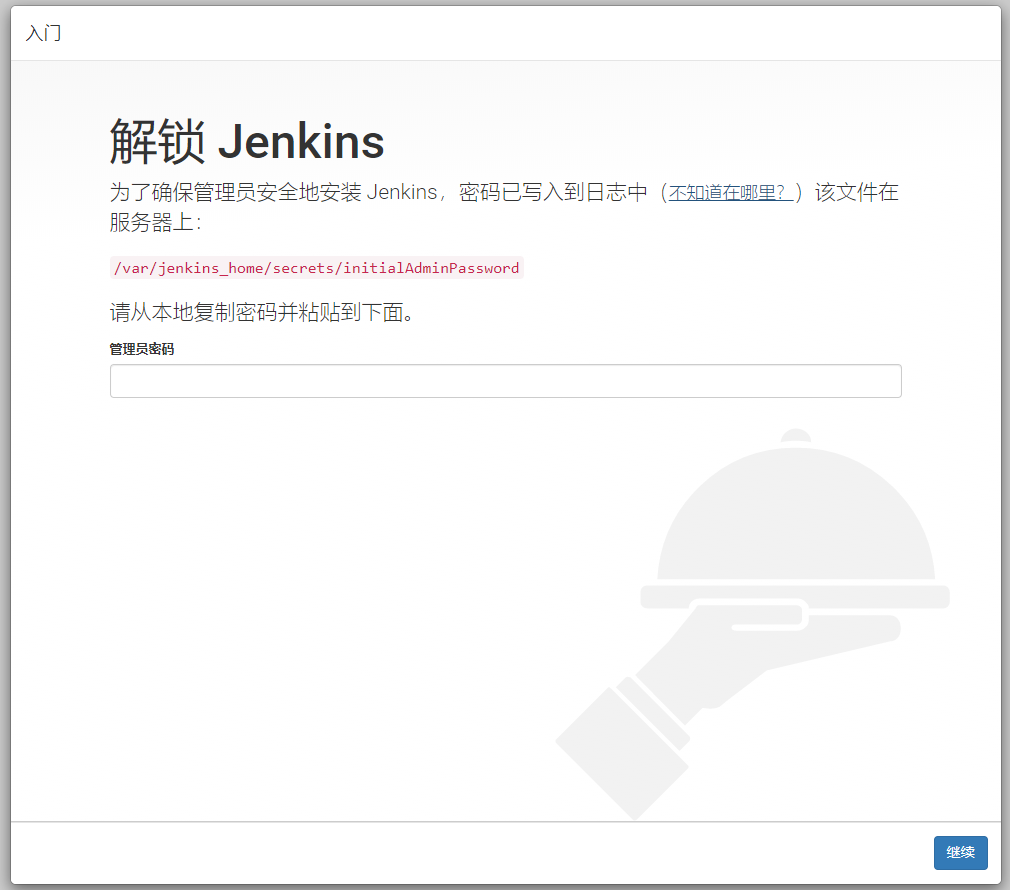 入门
解锁 Jenkins
为了确保管理员安全地安装 Jenkins，密码已写入到日志中（不知道在哪里？）该文件在
服务器上：
/var/jenkins_home/secrets/initialAdminPassword
请从本地复制密码并粘贴到下面。
管理员密码
继续